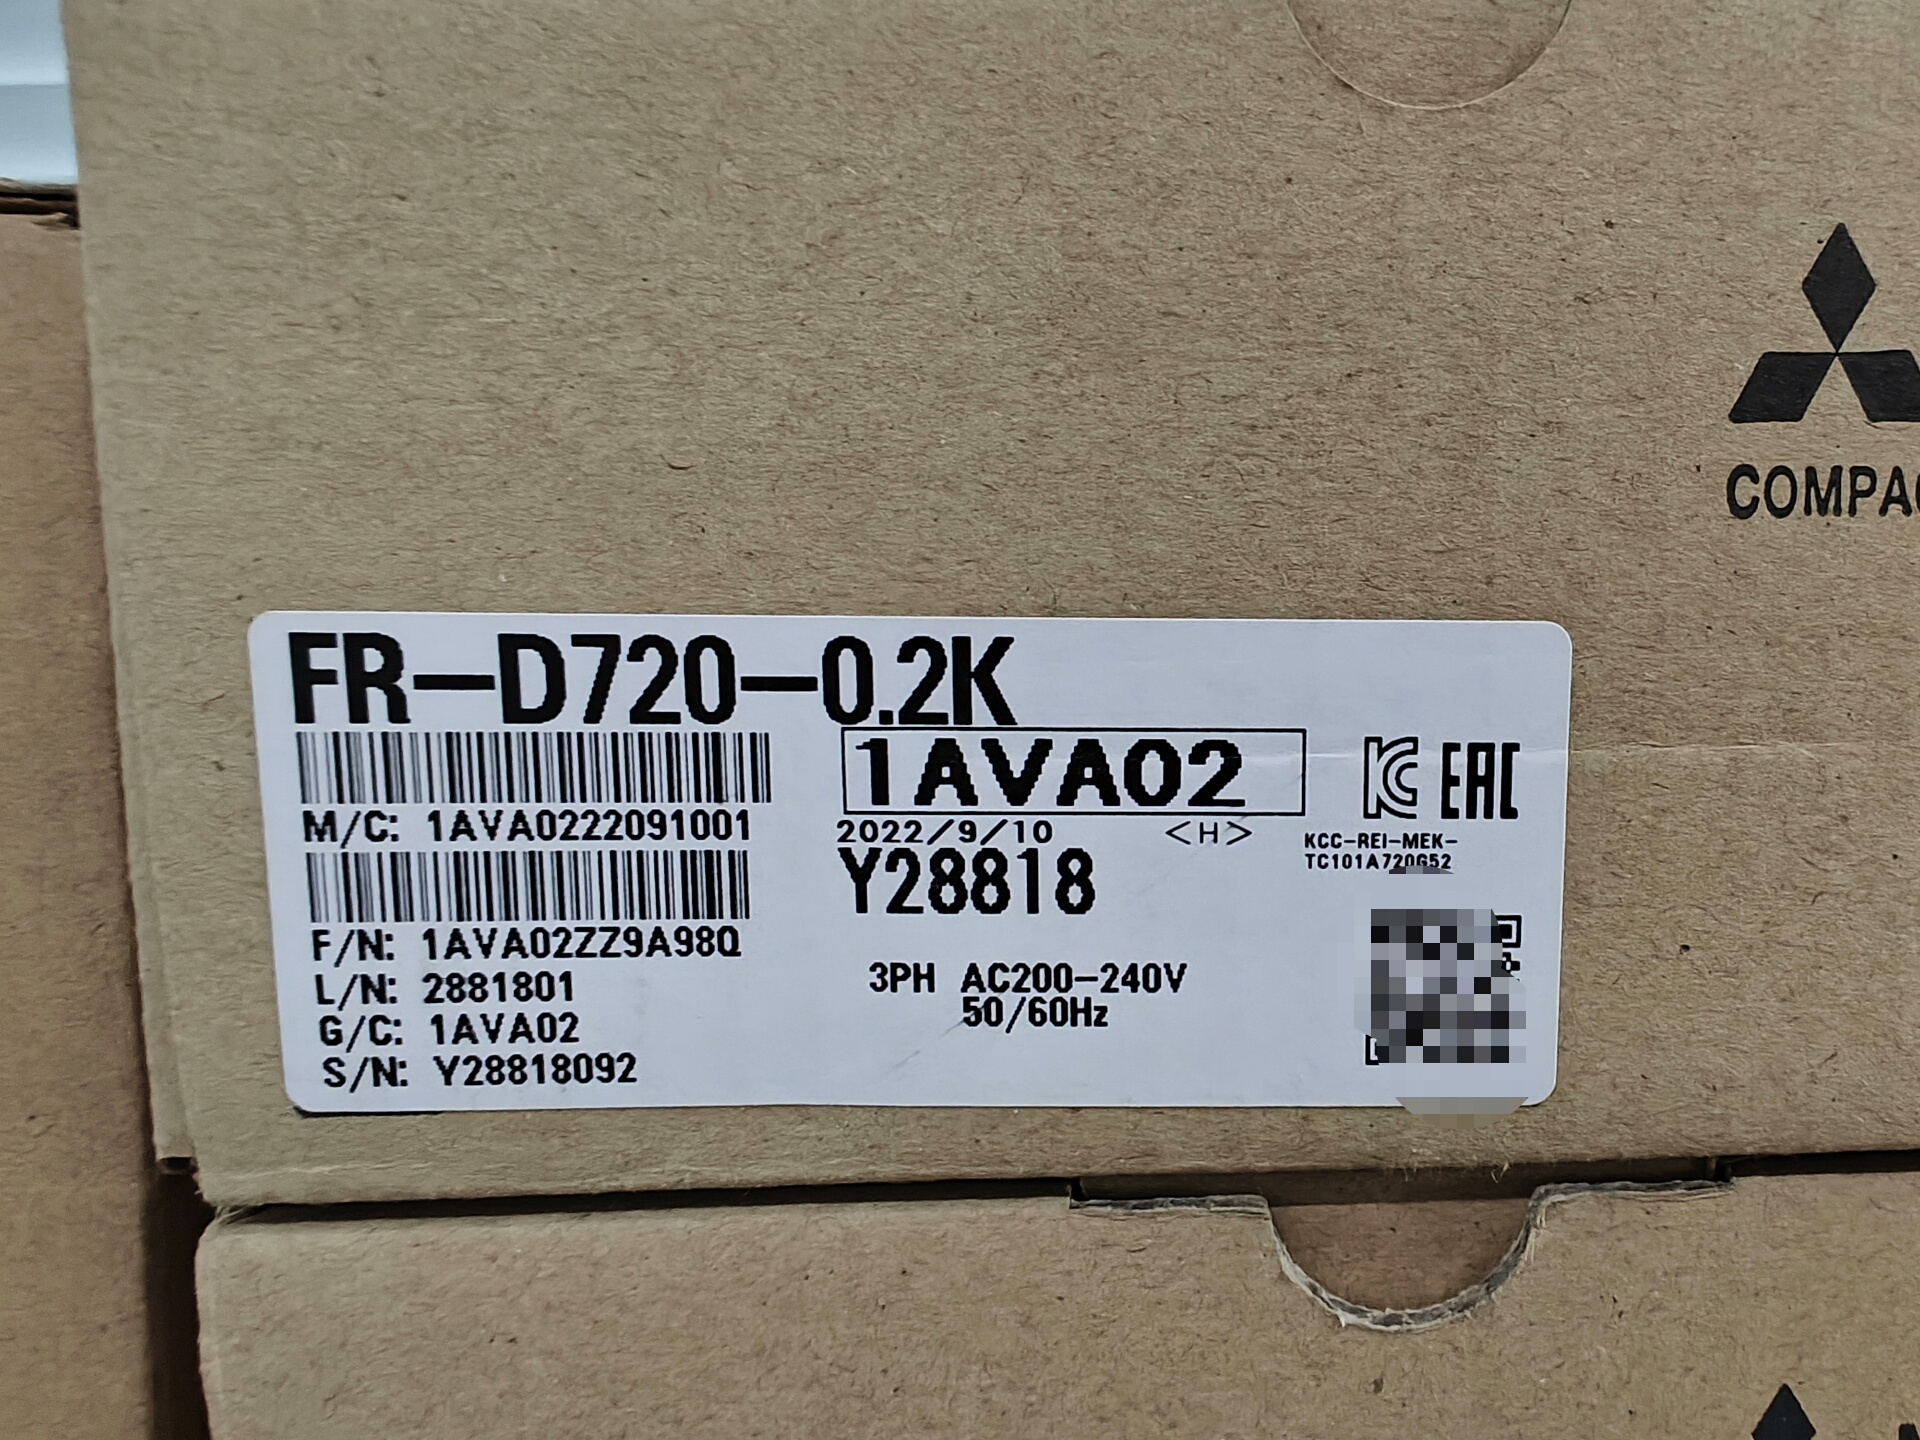 COMPAC
FR-D720-0.2K
1AVA02
EAC
M/C: 1AVA0222091001
2022/9/10 <H>
KCC-REI-MEK-
TC101A720G52
Y28818
F/N: 1AVA02ZZ9A98Q
L/N: 2881801
3PH AC200-240V
50/60Hz
G/C: 1AVA02
S/N: Y28818092